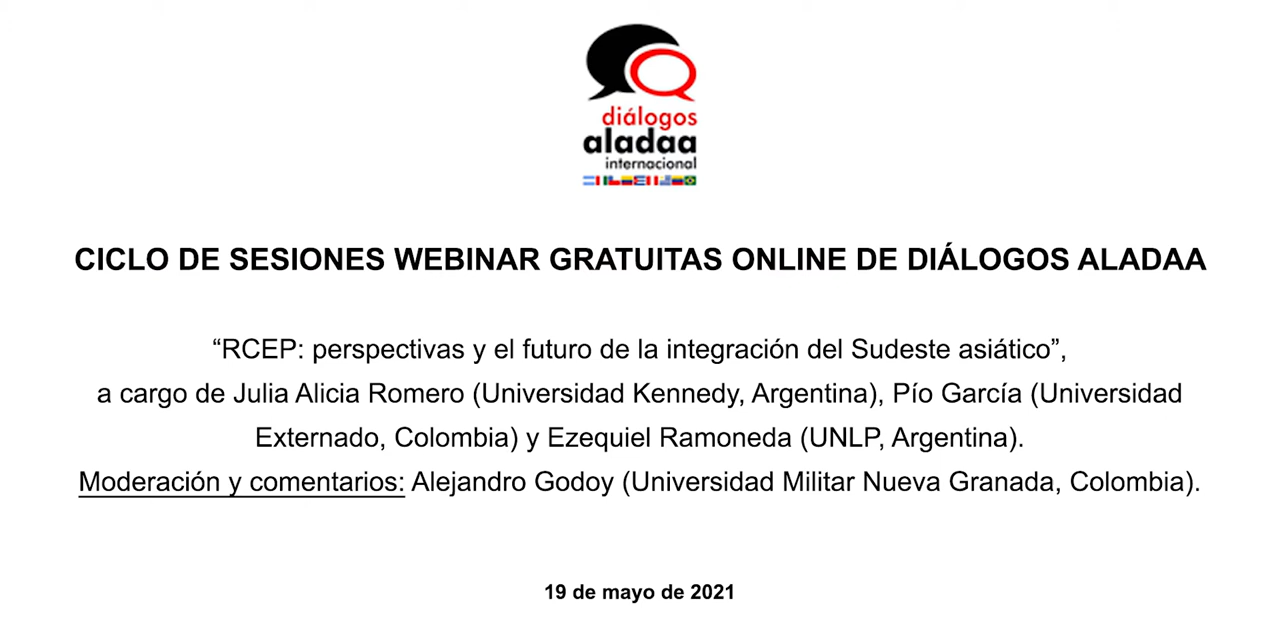 diálogos
aladaa
internacional
CICLO DE SESIONES WEBINAR GRATUITAS ONLINE DE DIÁLOGOS ALADAA
“RCEP: perspectivas y el futuro de la integración del Sudeste asiático”,
a cargo de Julia Alicia Romero (Universidad Kennedy, Argentina), Pío García (Universidad
Externado, Colombia) y Ezequiel Ramoneda (UNLP, Argentina).
Moderación y comentarios: Alejandro Godoy (Universidad Militar Nueva Granada, Colombia).
19 de mayo de 2021